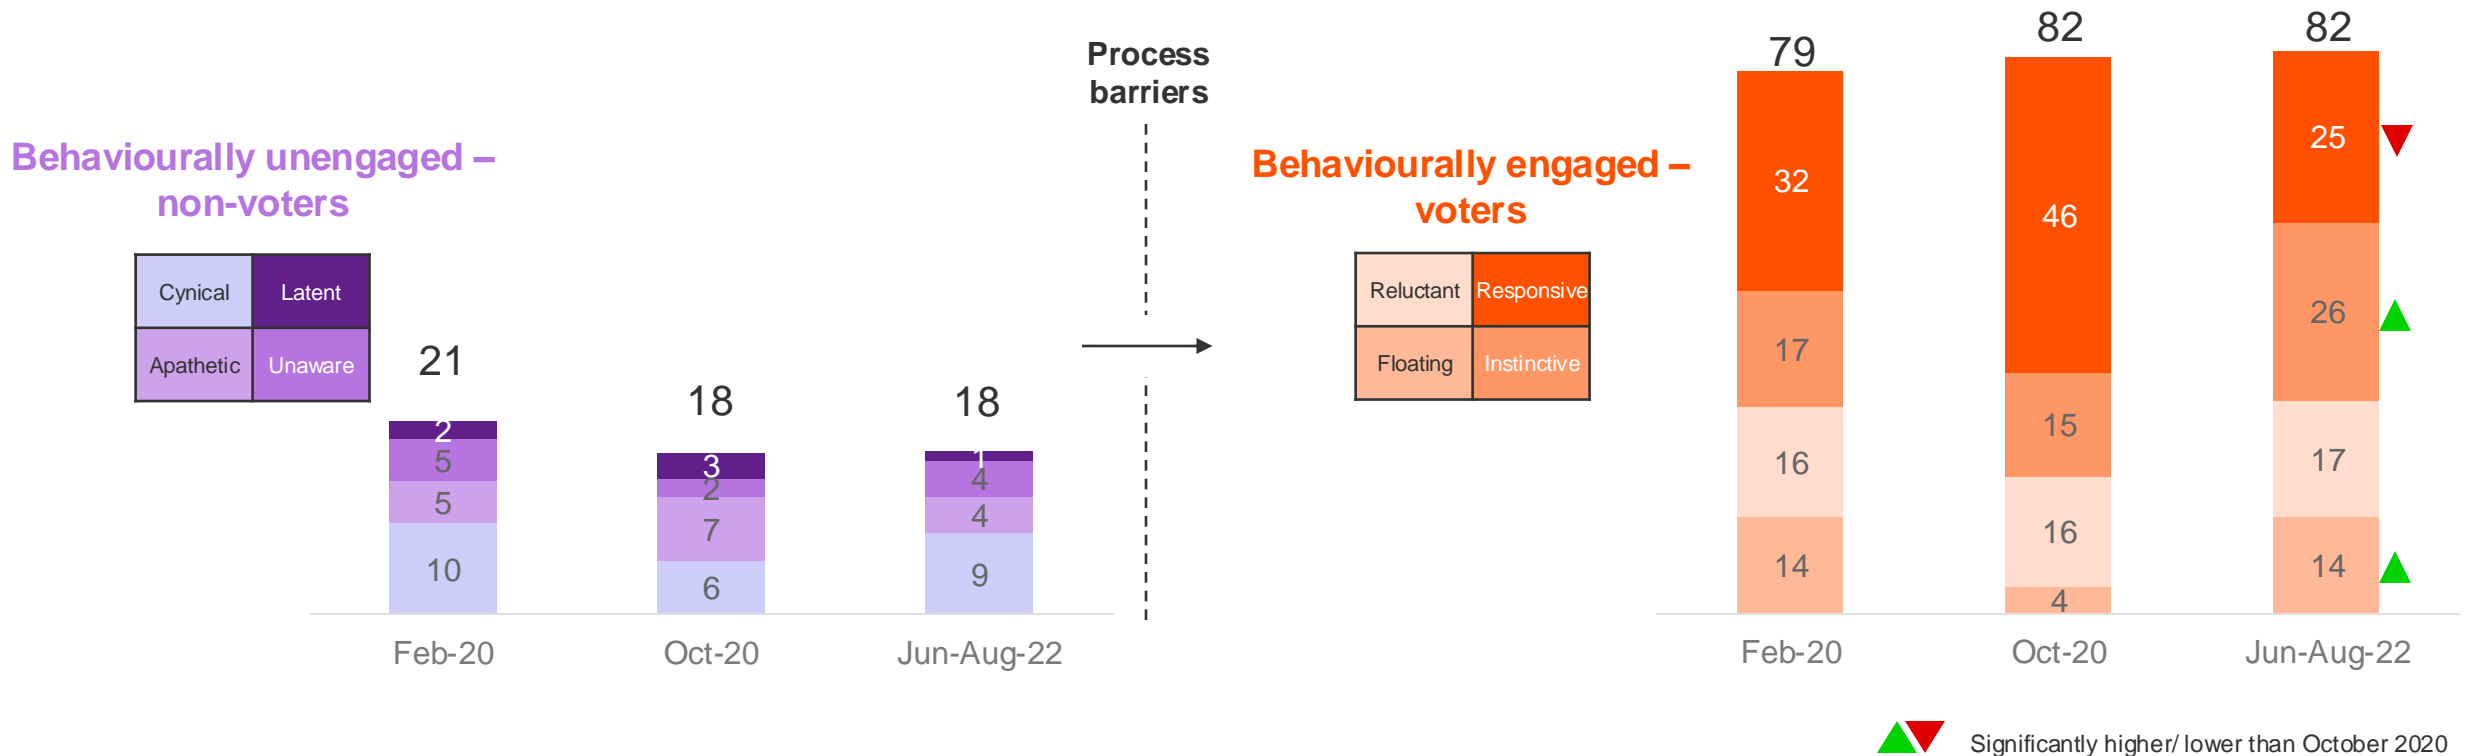 Process
barriers
Behaviourally unengaged –
non-voters
Cynical Latent
Apathetic Unaware
21
2
5
5
10
18
3
2
7
6
18
1
4
4
9
Feb-20 Oct-20 Jun-Aug-22
Behaviourally engaged –
voters
Reluctant Responsive
Floating Instinctive
79
32
17
16
14
82
46
15
16
4
82
25
26
17
14
Feb-20 Oct-20 Jun-Aug-22
Significantly higher/ lower than October 2020